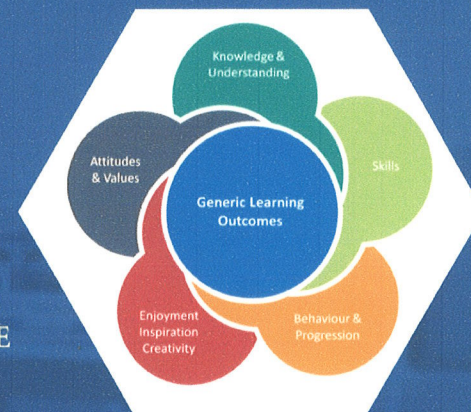 Knowledge &
Understanding
Attitudes
& Values
Skills
Generic Learning
Outcomes
Enjoyment
Inspiration
Creativity
Behaviour &
Progression
E